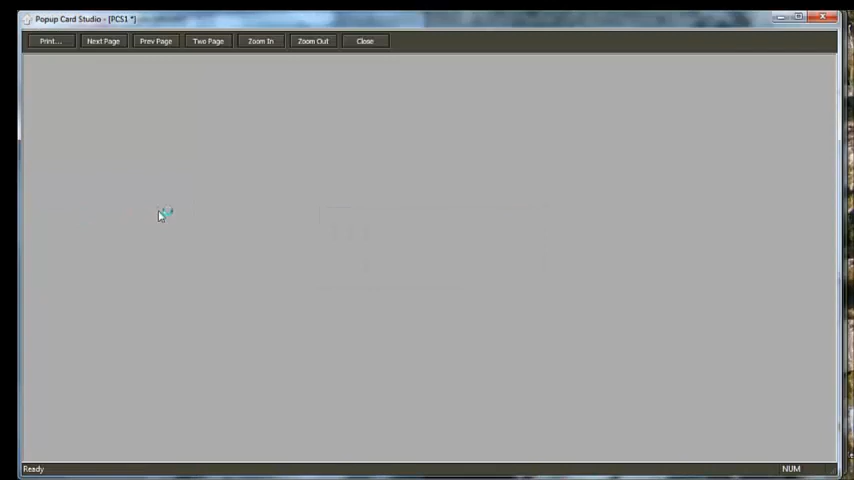 Popup Card Studio - [PCS1 *]
Print... Next Page Prev Page Two Page Zoom In Zoom Out Close
Ready NUM